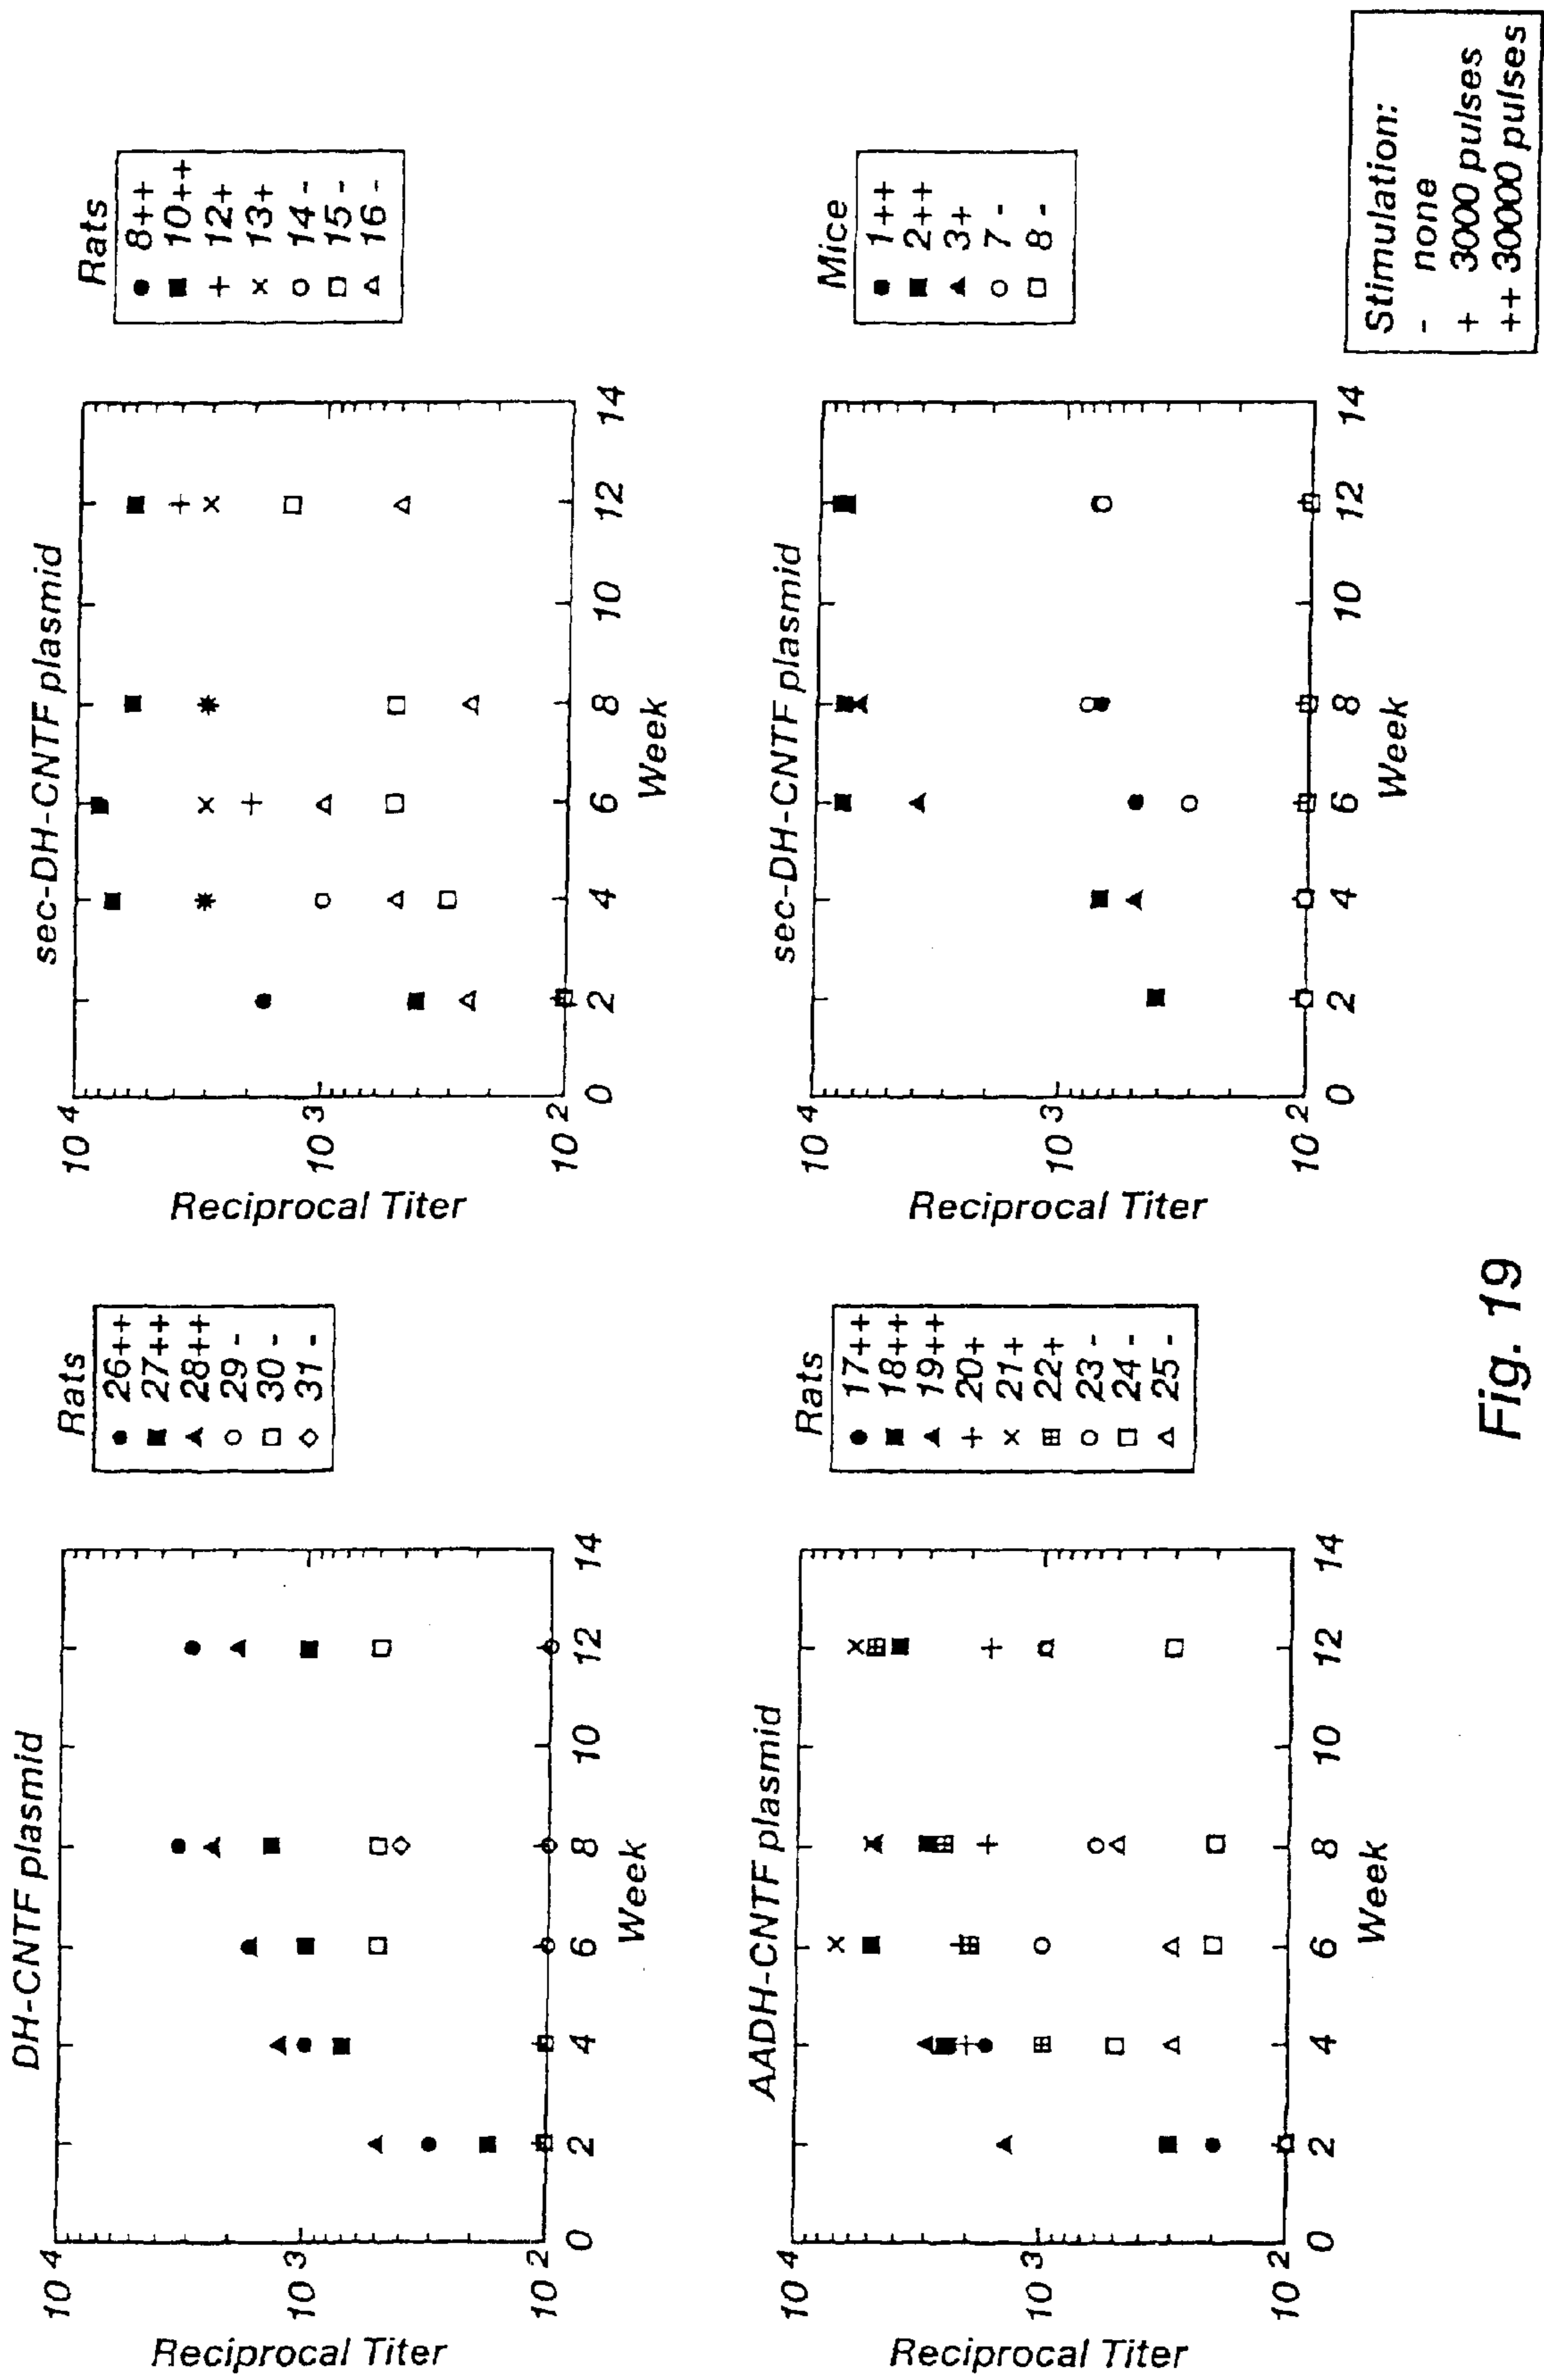 DH-CNTF plasmid
10 4
10 3
10 2
Reciprocal Titer
0 2 4 6 8 10 12 14
Week
Rats
26++
27++
28++
29 -
30 -
31 -
sec-DH-CNTF plasmid
10 4
10 3
10 2
Reciprocal Titer
0 2 4 6 8 10 12 14
Week
Rats
8++
10++
12+
13+
14 -
15 -
16 -
AADH-CNTF plasmid
10 4
10 3
10 2
Reciprocal Titer
0 2 4 6 8 10 12 14
Week
Rats
17++
18++
19++
20+
21+
22+
23 -
24 -
25 -
sec-DH-CNTF plasmid
10 4
10 3
10 2
Reciprocal Titer
0 2 4 6 8 10 12 14
Week
Mice
1++
2++
3+
7 -
8 -
Stimulation:
- none
+ 3000 pulses
++ 30000 pulses
Fig. 19